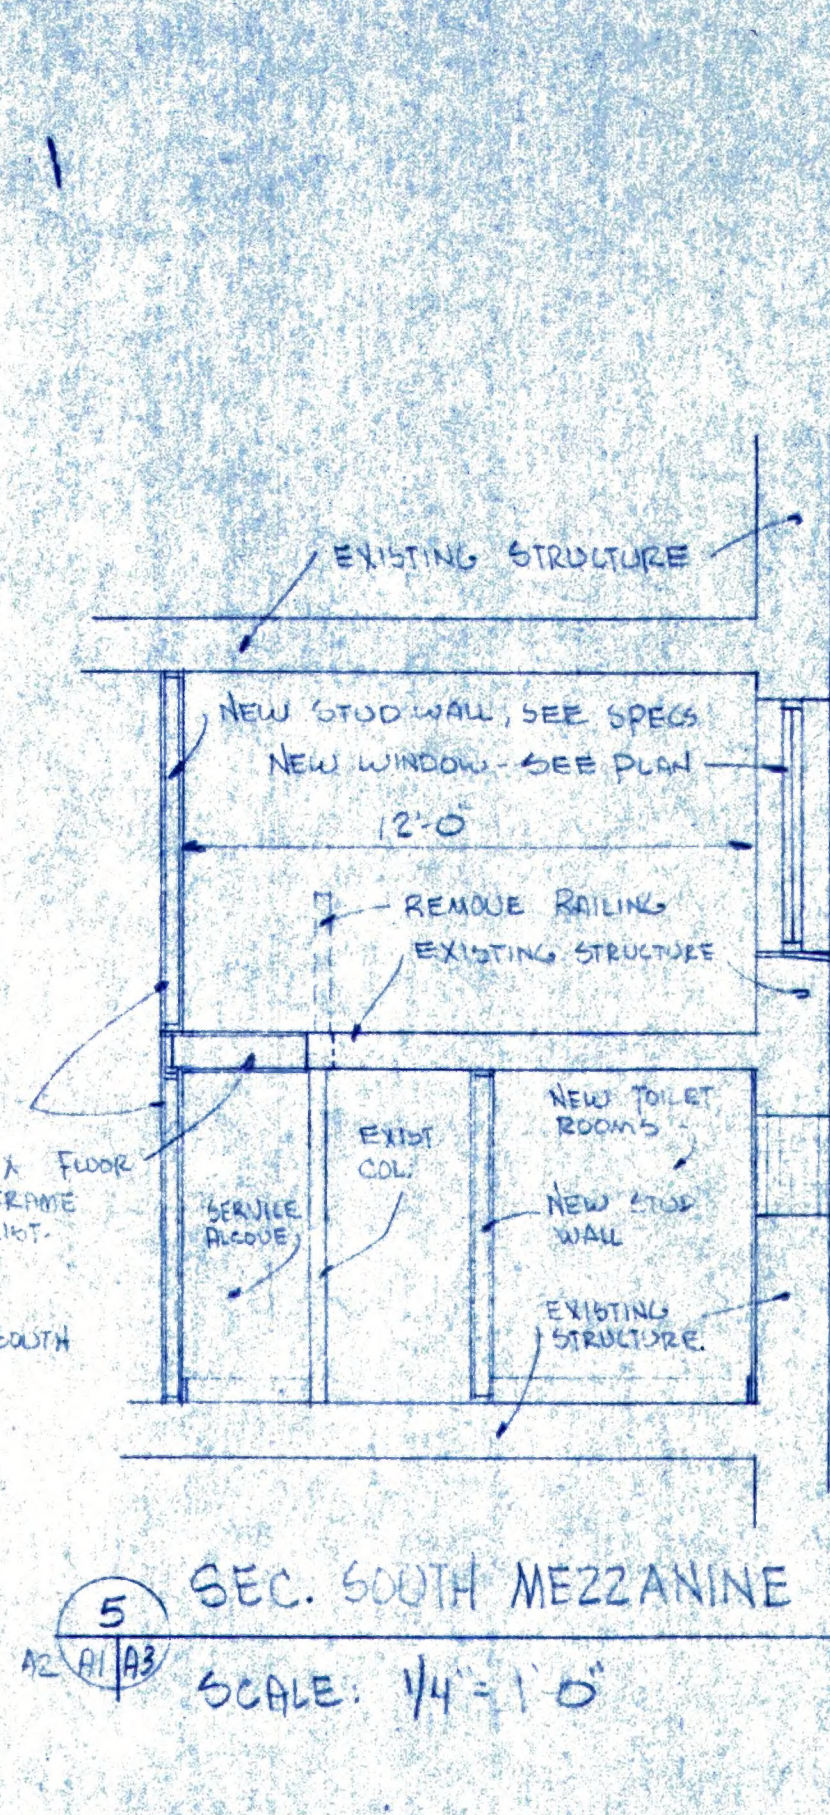 EXISTING STRUCTURE
NEW STUD WALL, SEE SPECS
NEW WINDOW - SEE PLAN
12'-0"
REMOVE RAILING
EXISTING STRUCTURE
NEW TOILET
ROOMS
EXIST
COL.
FLOOR
SERVICE
ALCOVE
NEW STUD
WALL
EXISTING
STRUCTURE.
5
SEC. SOUTH MEZZANINE
A2 A1 A3
SCALE: 1/4" = 1' 0"